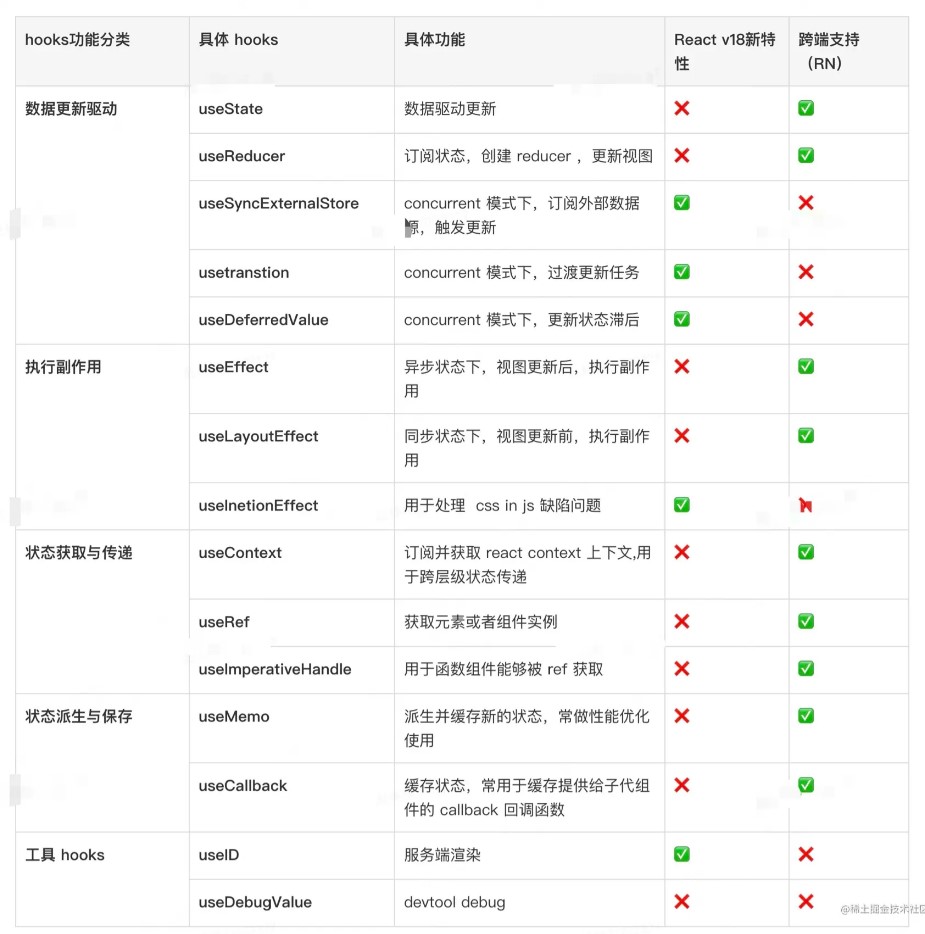 hooks功能分类 具体 hooks 具体功能 React v18新特 跨端支持
性 （RN）
数据更新驱动 useState 数据驱动更新 ❌ ✅
useReducer 订阅状态，创建 reducer ，更新视图 ❌ ✅
useSyncExternalStore concurrent 模式下，订阅外部数据 ✅ ❌
源，触发更新
usetranstion concurrent 模式下，过渡更新任务 ✅ ❌
useDeferredValue concurrent 模式下，更新状态滞后 ✅ ❌
执行副作用 useEffect 异步状态下，视图更新后，执行副作 ❌ ✅
用
useLayoutEffect 同步状态下，视图更新前，执行副作 ❌ ✅
用
useInetionEffect 用于处理 css in js 缺陷问题 ✅ ❌
状态获取与传递 useContext 订阅并获取 react context 上下文,用 ❌ ✅
于跨层级状态传递
useRef 获取元素或者组件实例 ❌ ✅
useImperativeHandle 用于函数组件能够被 ref 获取 ❌ ✅
状态派生与保存 useMemo 派生并缓存新的状态，常做性能优化 ❌ ✅
使用
useCallback 缓存状态，常用于缓存提供给子代组 ❌ ✅
件的 callback 回调函数
工具 hooks useID 服务端渲染 ✅ ❌
useDebugValue devtool debug ❌ ❌
@稀土掘金技术社区